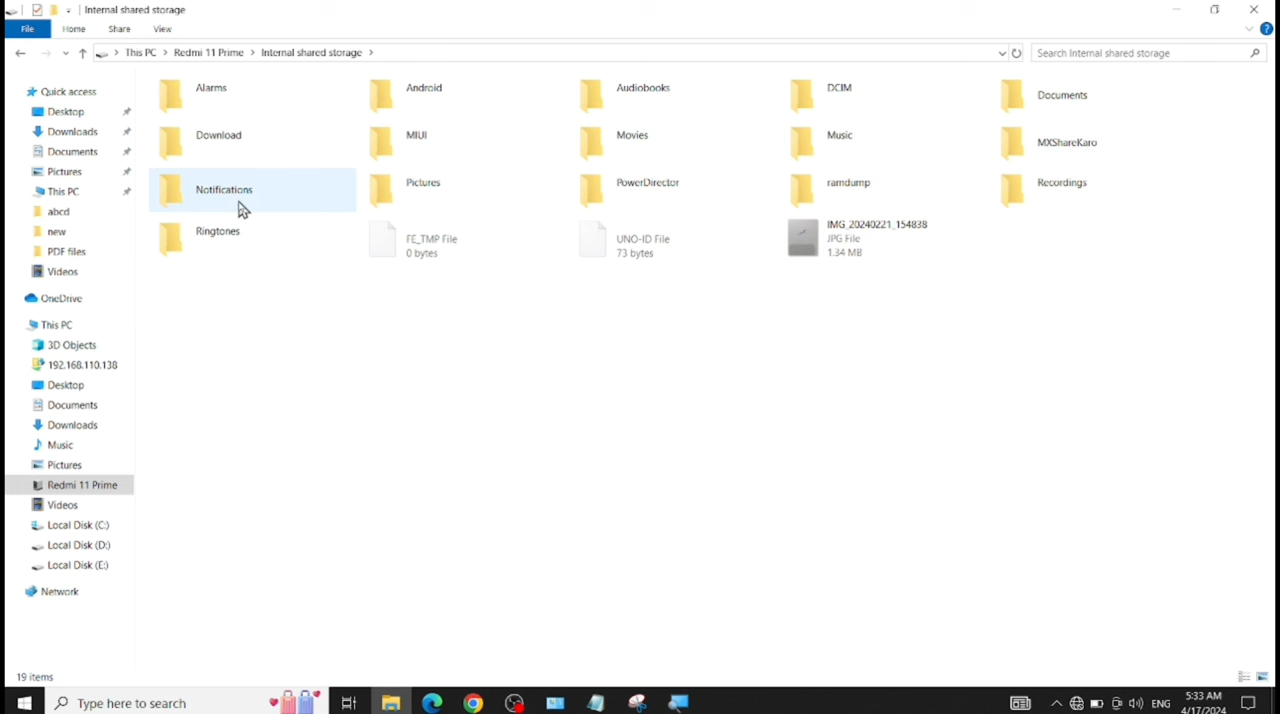 Internal shared storage
File Home Share View
This PC Redmi 11 Prime Internal shared storage
Search Internal shared storage
Quick access
Desktop
Downloads
Documents
Pictures
This PC
abcd
new
PDF files
Videos
OneDrive
This PC
3D Objects
192.168.110.138
Desktop
Documents
Downloads
Music
Pictures
Redmi 11 Prime
Videos
Local Disk (C:)
Local Disk (D:)
Local Disk (E:)
Network
Alarms Android Audiobooks DCIM Documents
Download MIUI Movies Music MXShareKaro
Notifications Pictures PowerDirector ramdump Recordings
Ringtones
FE_TMP File
0 bytes
UNO-ID File
73 bytes
IMG_20240221_154838
JPG File
1.34 MB
19 items
Type here to search
ENG
5:33 AM
4/17/2024